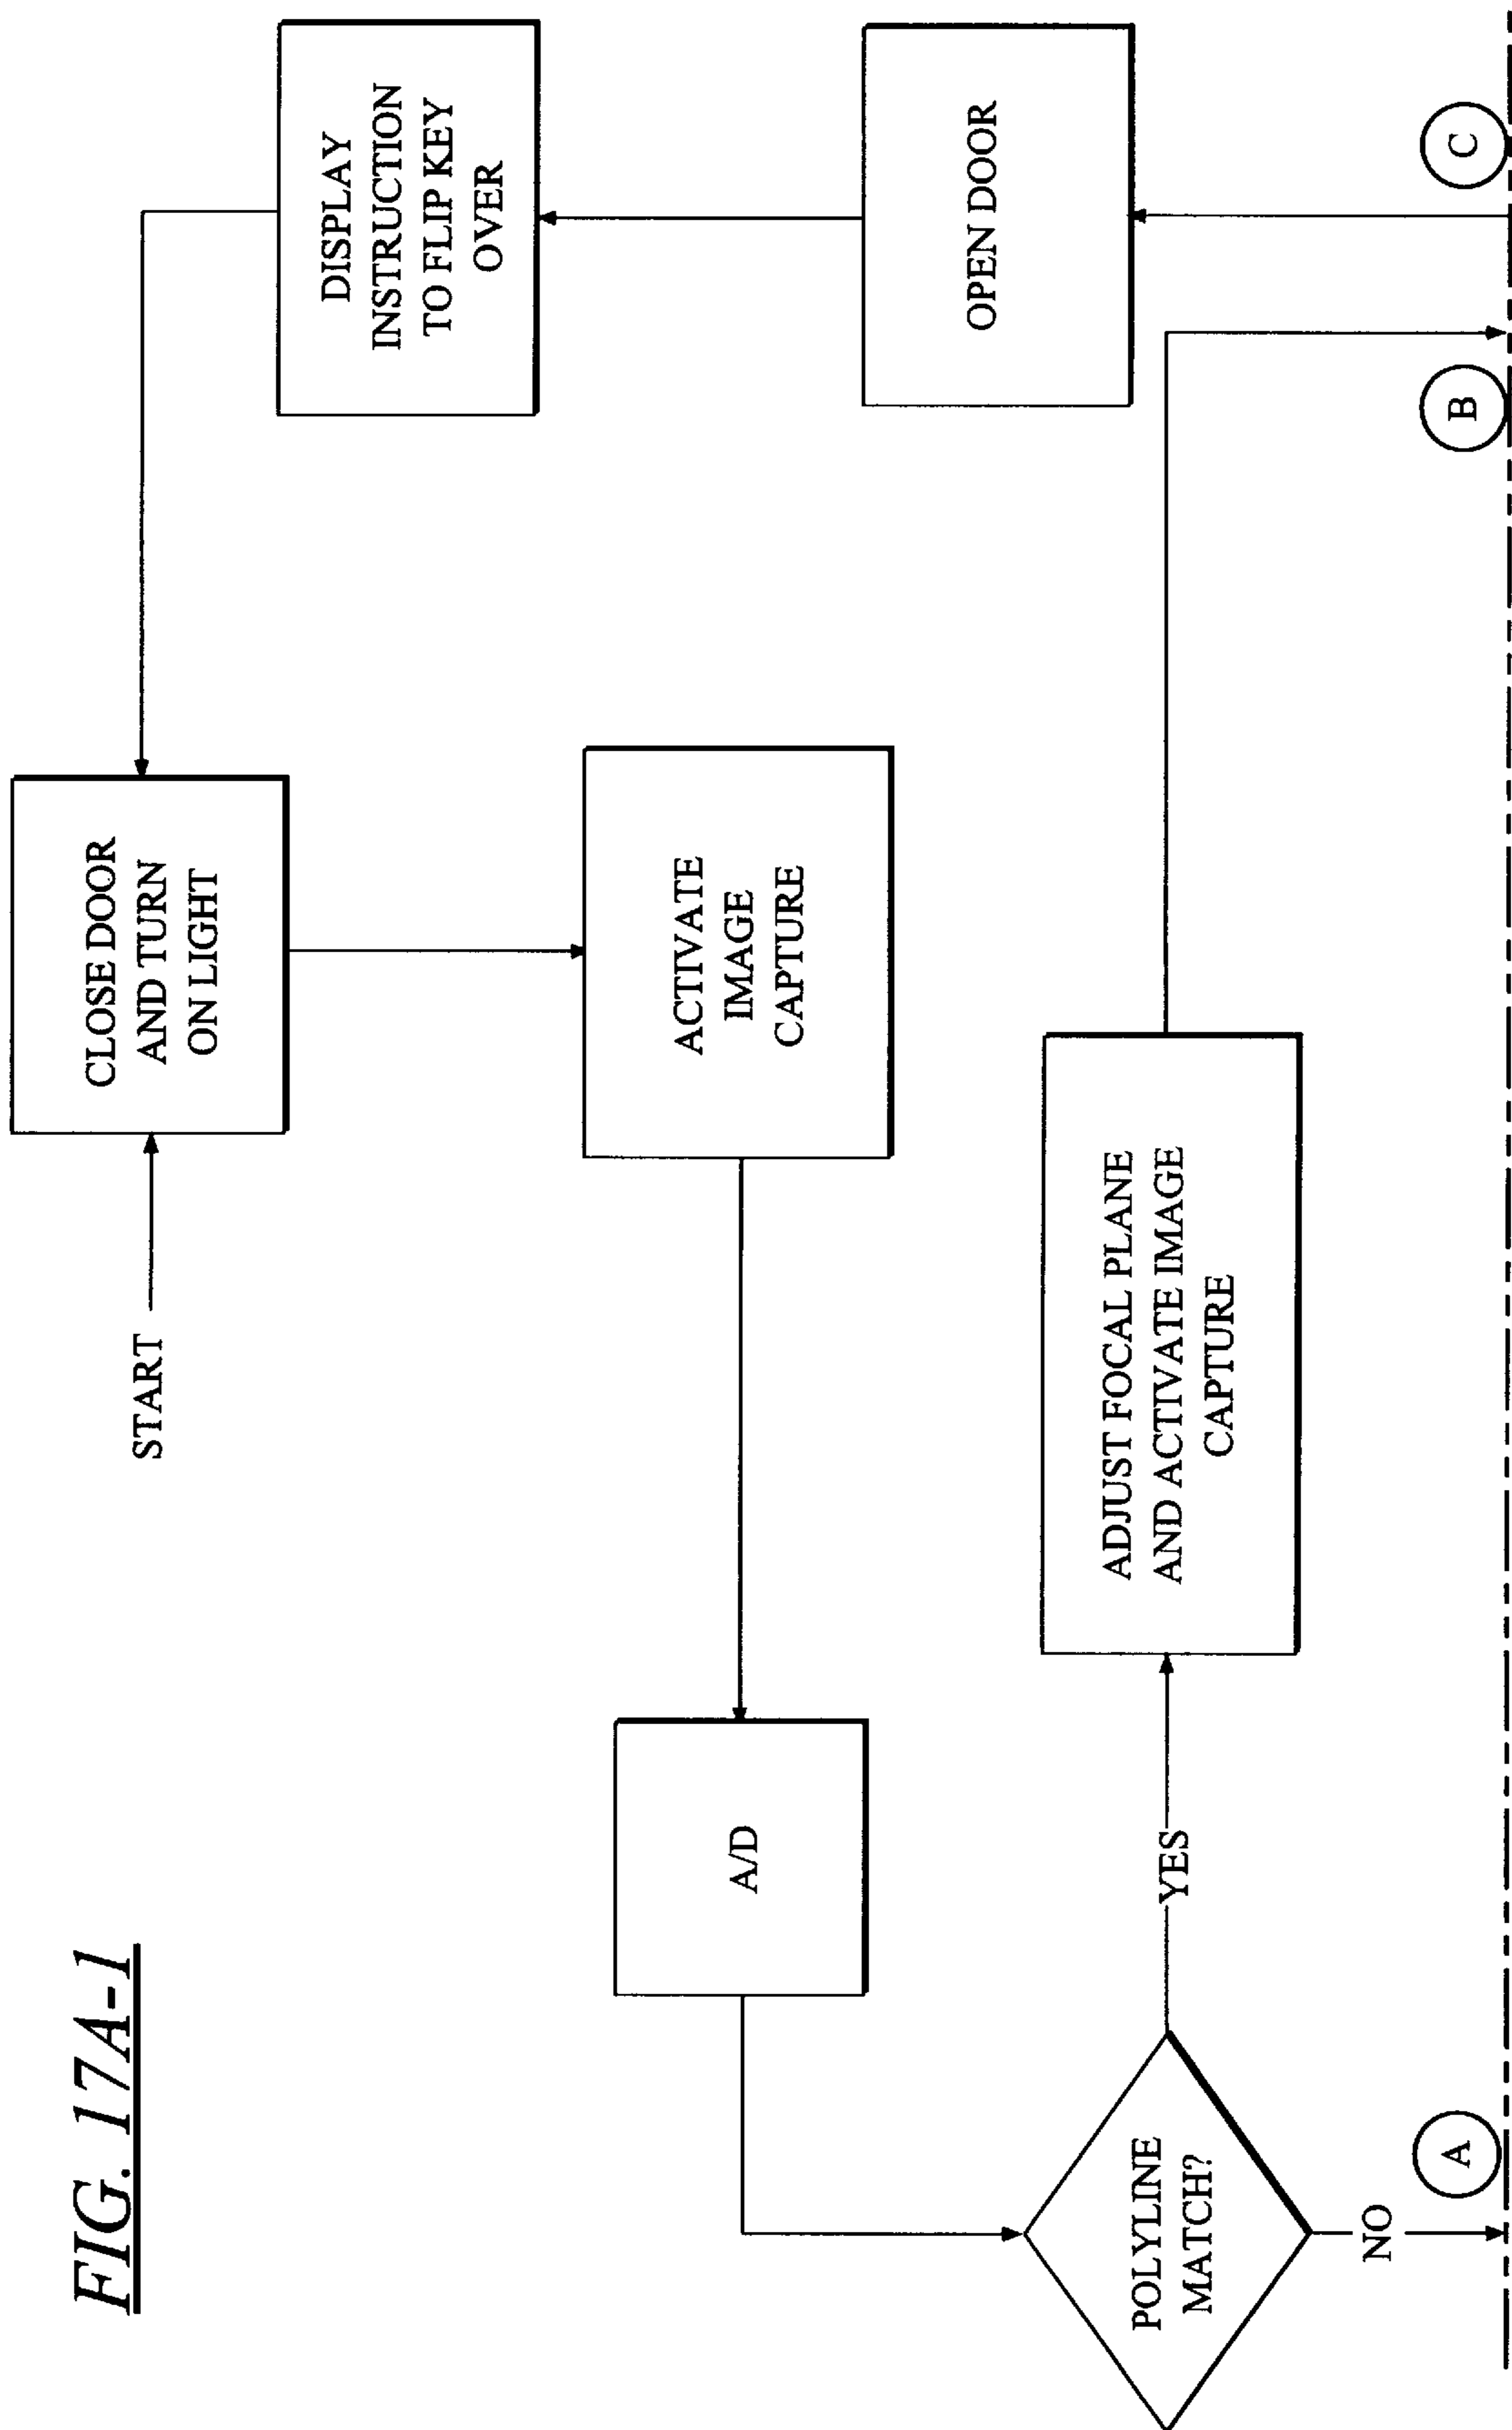 FIG. 17A-1
START
CLOSE DOOR
AND TURN
ON LIGHT
DISPLAY
INSTRUCTION
TO FLIP KEY
OVER
A/D
ACTIVATE
IMAGE
CAPTURE
OPEN DOOR
POLYLINE
MATCH?
YES
ADJUST FOCAL PLANE
AND ACTIVATE IMAGE
CAPTURE
NO
A
B
C